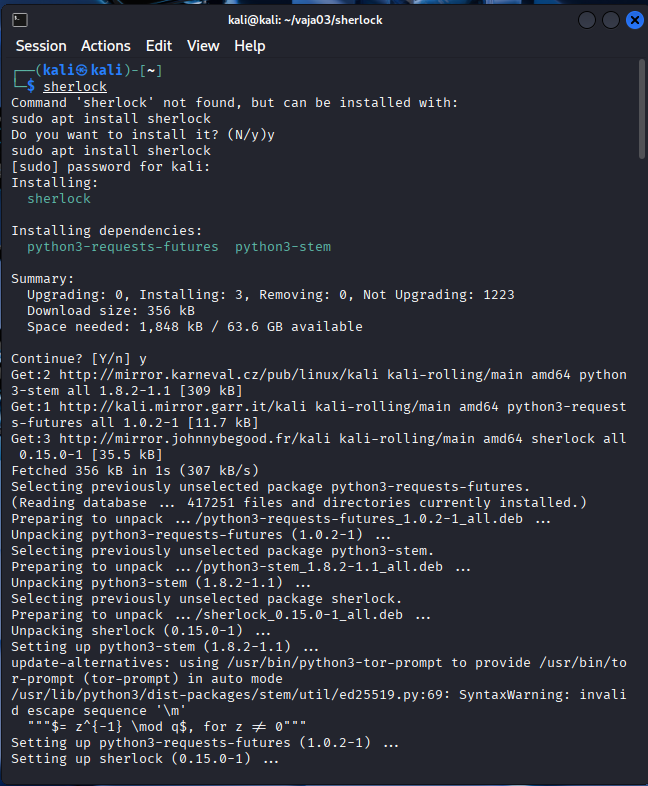 kali@kali: ~/vaja03/sherlock
Session Actions Edit View Help
┌──(kali㉿kali)-[~]
└─$ sherlock
Command 'sherlock' not found, but can be installed with:
sudo apt install sherlock
Do you want to install it? (N/y)y
sudo apt install sherlock
[sudo] password for kali:
Installing:
  sherlock

Installing dependencies:
  python3-requests-futures  python3-stem

Summary:
  Upgrading: 0, Installing: 3, Removing: 0, Not Upgrading: 1223
  Download size: 356 kB
  Space needed: 1,848 kB / 63.6 GB available

Continue? [Y/n] y
Get:2 http://mirror.karneval.cz/pub/linux/kali kali-rolling/main amd64 python
3-stem all 1.8.2-1.1 [309 kB]
Get:1 http://kali.mirror.garr.it/kali kali-rolling/main amd64 python3-request
s-futures all 1.0.2-1 [11.7 kB]
Get:3 http://mirror.johnnybegood.fr/kali kali-rolling/main amd64 sherlock all
 0.15.0-1 [35.5 kB]
Fetched 356 kB in 1s (307 kB/s)
Selecting previously unselected package python3-requests-futures.
(Reading database ... 417251 files and directories currently installed.)
Preparing to unpack .../python3-requests-futures_1.0.2-1_all.deb ...
Unpacking python3-requests-futures (1.0.2-1) ...
Selecting previously unselected package python3-stem.
Preparing to unpack .../python3-stem_1.8.2-1.1_all.deb ...
Unpacking python3-stem (1.8.2-1.1) ...
Selecting previously unselected package sherlock.
Preparing to unpack .../sherlock_0.15.0-1_all.deb ...
Unpacking sherlock (0.15.0-1) ...
Setting up python3-stem (1.8.2-1.1) ...
update-alternatives: using /usr/bin/python3-tor-prompt to provide /usr/bin/to
r-prompt (tor-prompt) in auto mode
/usr/lib/python3/dist-packages/stem/util/ed25519.py:69: SyntaxWarning: invali
d escape sequence '\m'
  """$= z^{-1} \mod q$, for z != 0"""
Setting up python3-requests-futures (1.0.2-1) ...
Setting up sherlock (0.15.0-1) ...